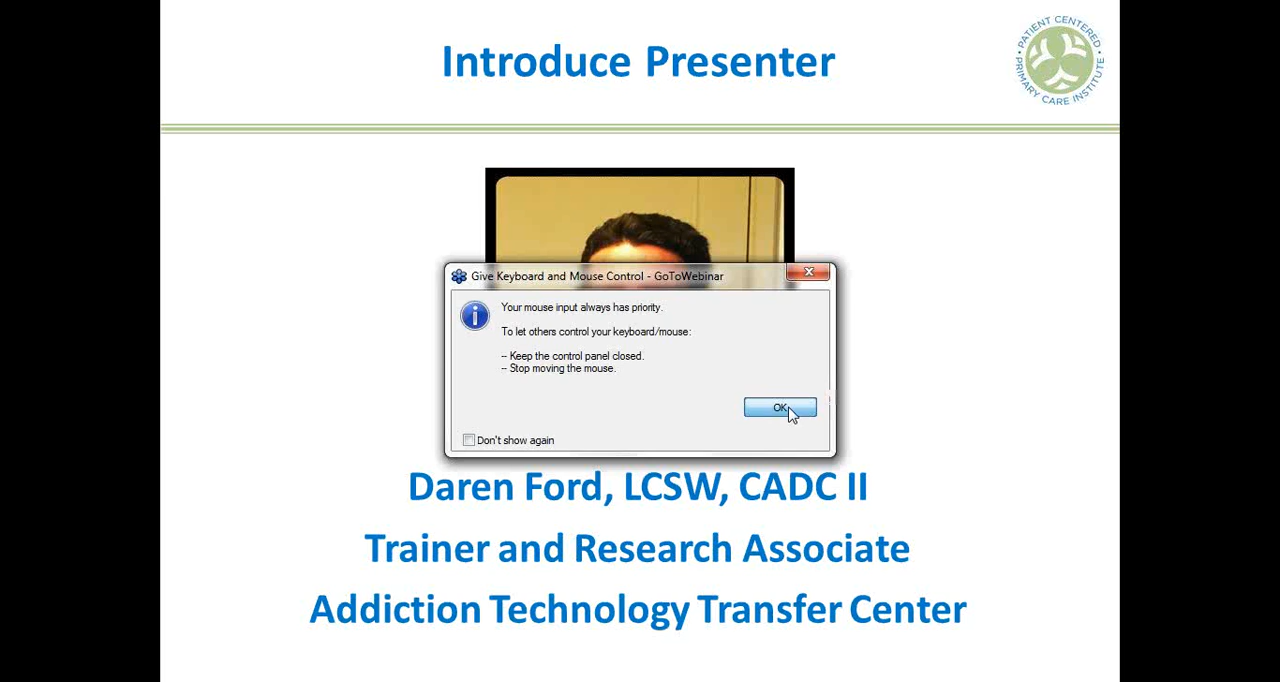 Introduce Presenter
• PATIENT CENTERED •
PRIMARY CARE INSTITUTE
Give Keyboard and Mouse Control - GoToWebinar
Your mouse input always has priority.
To let others control your keyboard/mouse:
-- Keep the control panel closed.
-- Stop moving the mouse.
OK
Don't show again
Daren Ford, LCSW, CADC II
Trainer and Research Associate
Addiction Technology Transfer Center